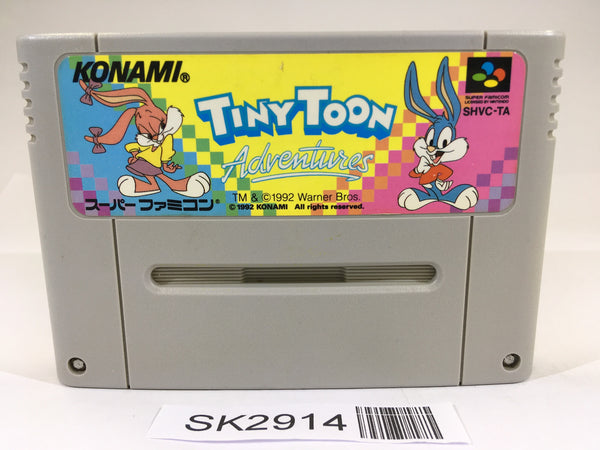 KONAMI®
TINY TOON
Adventures
SUPER FAMICOM
LICENSED BY NINTENDO
SHVC-TA
TM & ©1992 Warner Bros.
©1992 KONAMI All rights reserved.
スーパーファミコン®
SK2914